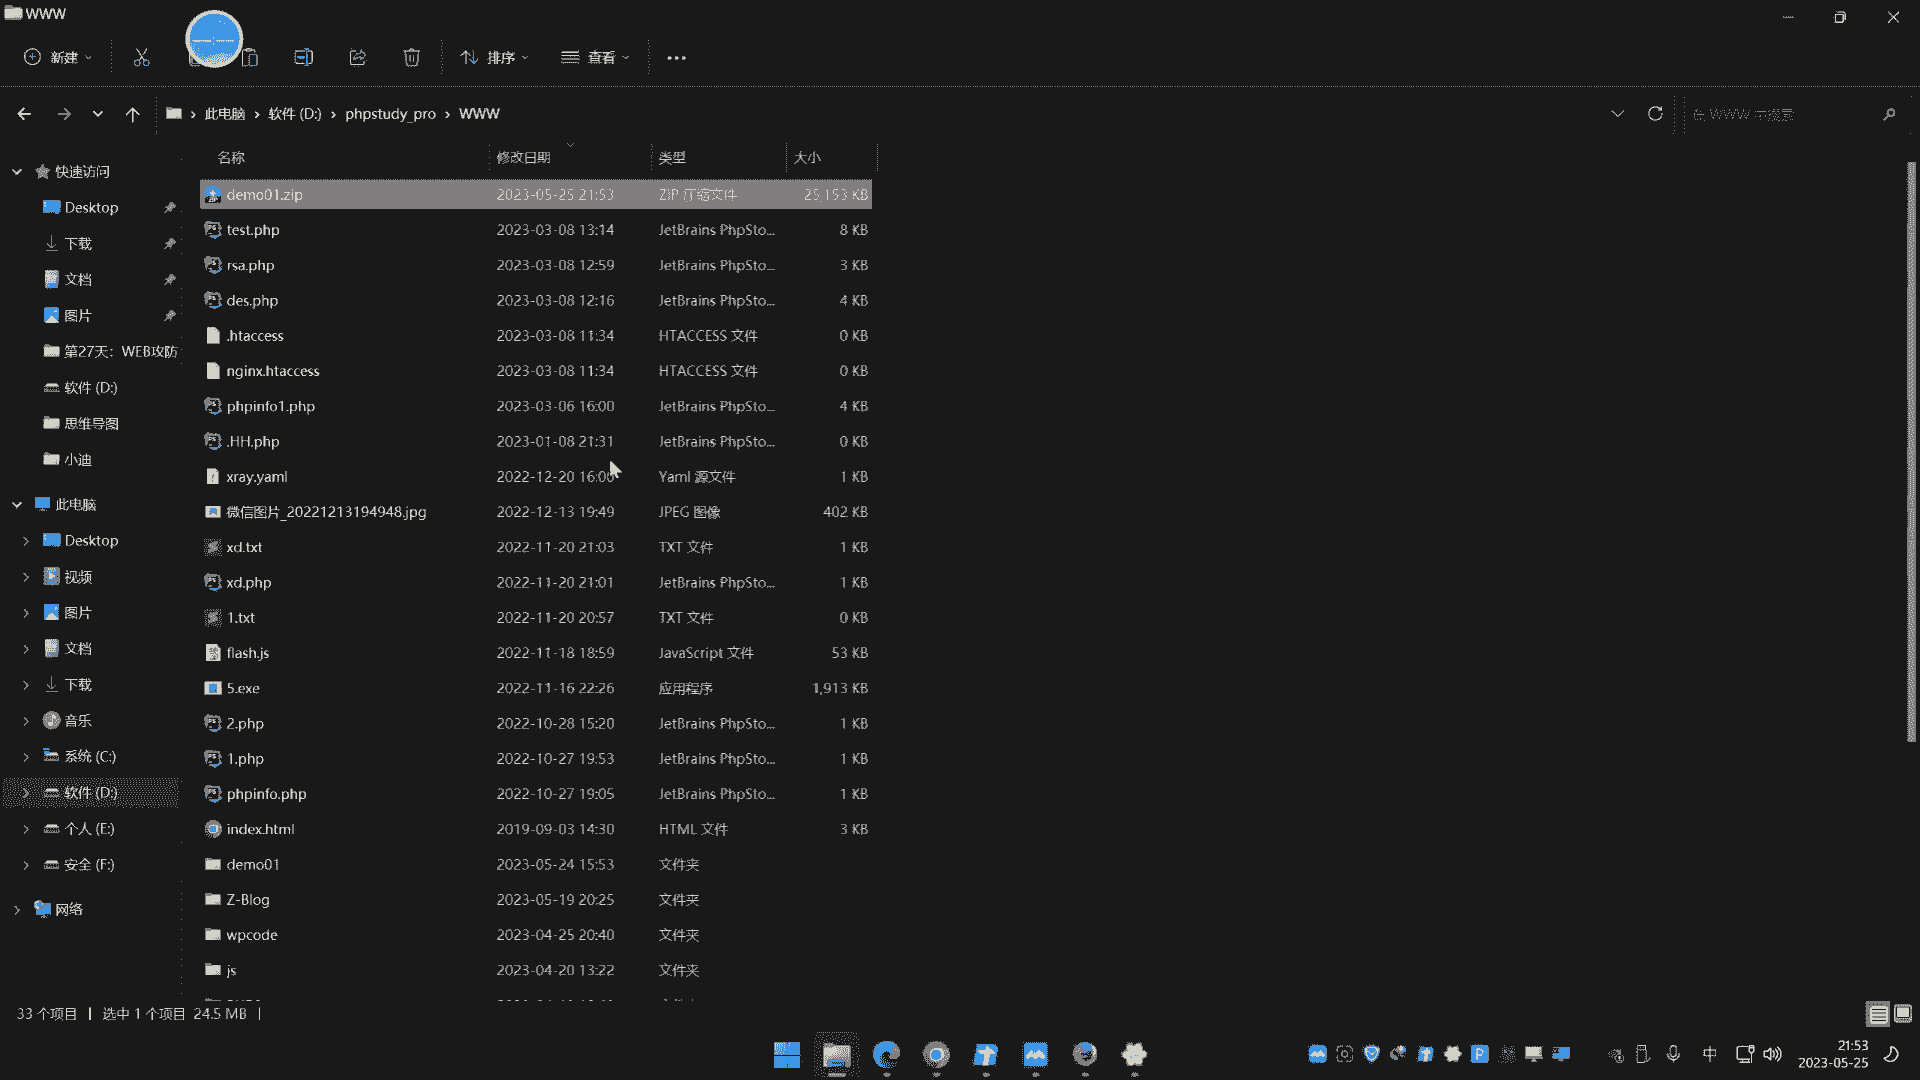 WWW
新建
排序
查看
此电脑 › 软件 (D:) › phpstudy_pro › WWW
在 WWW 中搜索
名称 修改日期 类型 大小
快速访问
Desktop
下载
文档
图片
第27天：WEB攻防
软件 (D:)
思维导图
小迪
此电脑
Desktop
视频
图片
文档
下载
音乐
系统 (C:)
软件 (D:)
个人 (E:)
安全 (F:)
网络
demo01.zip 2023-05-25 21:53 ZIP 压缩文件 25,153 KB
test.php 2023-03-08 13:14 JetBrains PhpSto... 8 KB
rsa.php 2023-03-08 12:59 JetBrains PhpSto... 3 KB
des.php 2023-03-08 12:16 JetBrains PhpSto... 4 KB
.htaccess 2023-03-08 11:34 HTACCESS 文件 0 KB
nginx.htaccess 2023-03-08 11:34 HTACCESS 文件 0 KB
phpinfo1.php 2023-03-06 16:00 JetBrains PhpSto... 4 KB
.HH.php 2023-01-08 21:31 JetBrains PhpSto... 0 KB
xray.yaml 2022-12-20 16:00 Yaml 源文件 1 KB
微信图片_20221213194948.jpg 2022-12-13 19:49 JPEG 图像 402 KB
xd.txt 2022-11-20 21:03 TXT 文件 1 KB
xd.php 2022-11-20 21:01 JetBrains PhpSto... 1 KB
1.txt 2022-11-20 20:57 TXT 文件 0 KB
flash.js 2022-11-18 18:59 JavaScript 文件 53 KB
5.exe 2022-11-16 22:26 应用程序 1,913 KB
2.php 2022-10-28 15:20 JetBrains PhpSto... 1 KB
1.php 2022-10-27 19:53 JetBrains PhpSto... 1 KB
phpinfo.php 2022-10-27 19:05 JetBrains PhpSto... 1 KB
index.html 2019-09-03 14:30 HTML 文件 3 KB
demo01 2023-05-24 15:53 文件夹
Z-Blog 2023-05-19 20:25 文件夹
wpcode 2023-04-25 20:40 文件夹
js 2023-04-20 13:22 文件夹
33 个项目 | 选中 1 个项目 24.5 MB |
中
21:53
2023-05-25